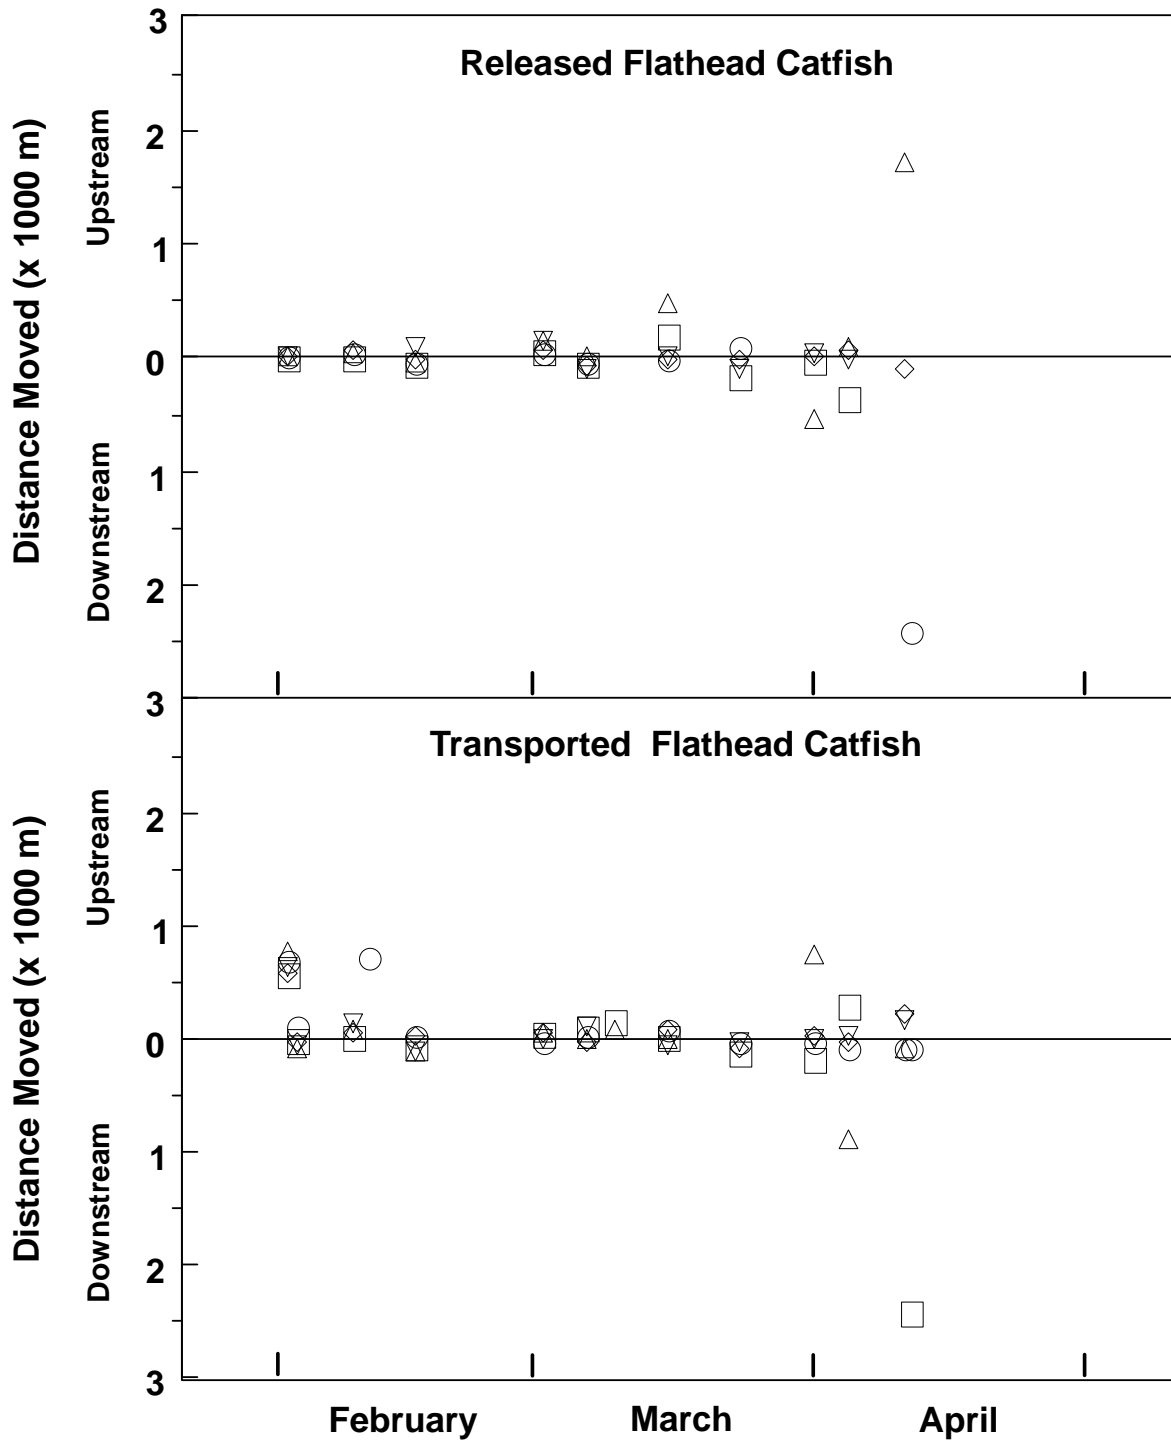 Released Flathead Catfish
Distance Moved (x 1000 m)
Upstream
Downstream
3
2
1
0
1
2
3
Transported Flathead Catfish
Distance Moved (x 1000 m)
Upstream
Downstream
2
1
0
1
2
3
February
March
April